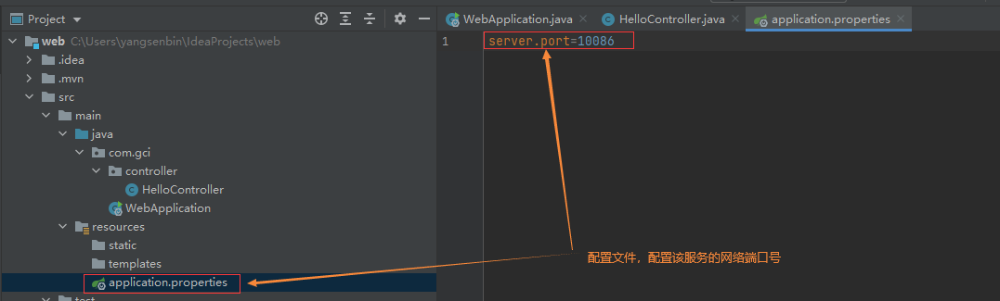 Project
WebApplication.java
HelloController.java
application.properties
web C:\Users\yangsenbin\IdeaProjects\web
1
server.port=10086
.idea
.mvn
src
main
java
com.gci
controller
HelloController
WebApplication
resources
static
templates
配置文件，配置该服务的网络端口号
application.properties
test